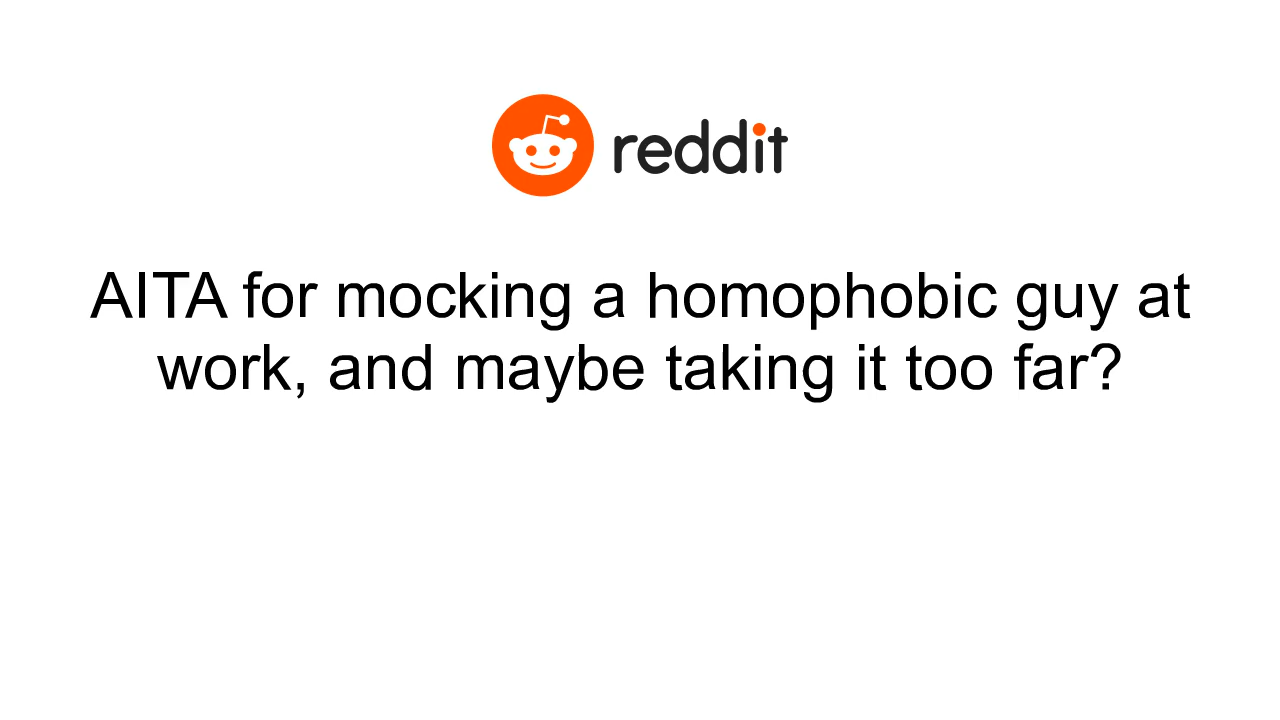 reddit
AITA for mocking a homophobic guy at
work, and maybe taking it too far?